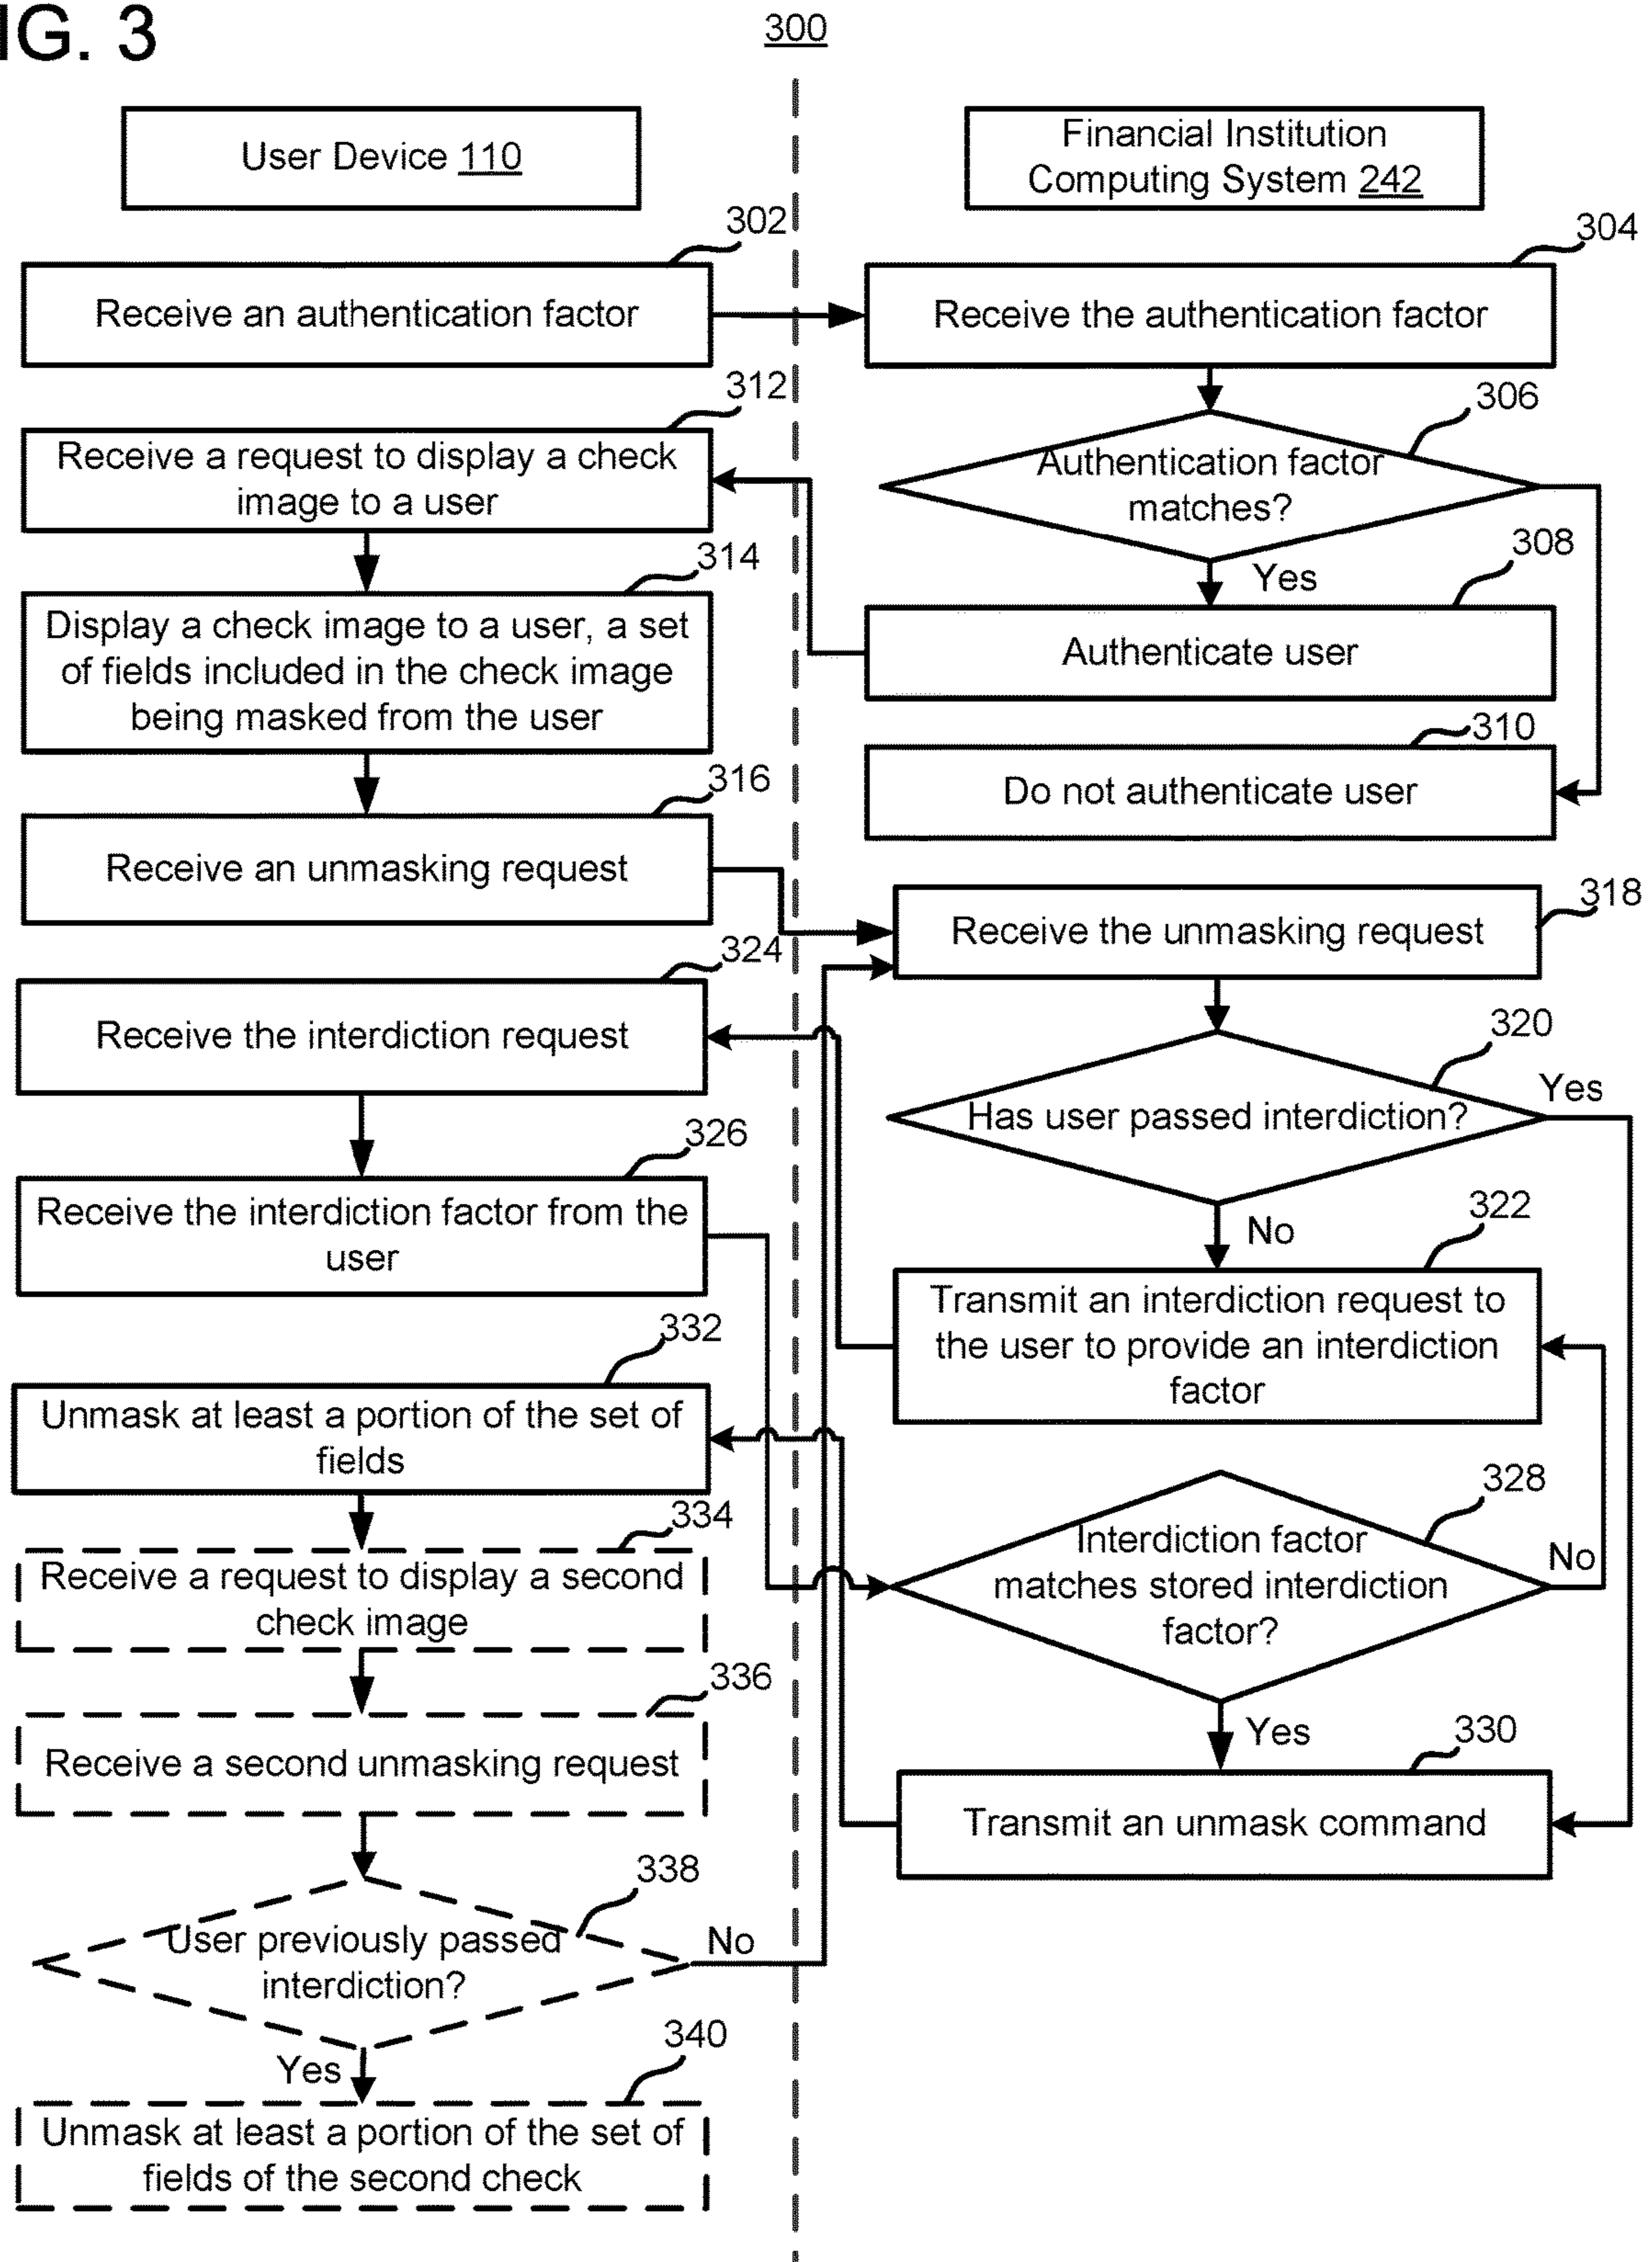 IG. 3
300
User Device 110
Financial Institution
Computing System 242
302
Receive an authentication factor
304
Receive the authentication factor
306
Authentication factor
matches?
Yes
308
Authenticate user
310
Do not authenticate user
312
Receive a request to display a check
image to a user
314
Display a check image to a user, a set
of fields included in the check image
being masked from the user
316
Receive an unmasking request
318
Receive the unmasking request
320
Has user passed interdiction?
Yes
No
322
Transmit an interdiction request to
the user to provide an interdiction
factor
324
Receive the interdiction request
326
Receive the interdiction factor from the
user
328
Interdiction factor
matches stored interdiction
factor?
No
Yes
330
Transmit an unmask command
332
Unmask at least a portion of the set of
fields
334
Receive a request to display a second
check image
336
Receive a second unmasking request
338
User previously passed
interdiction?
No
Yes
340
Unmask at least a portion of the set of
fields of the second check